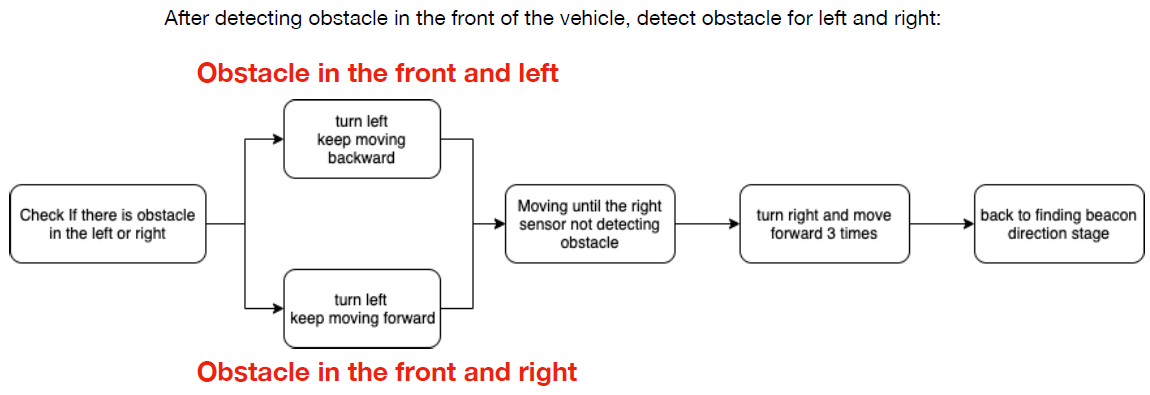 After detecting obstacle in the front of the vehicle, detect obstacle for left and right:
Obstacle in the front and left
turn left
keep moving
backward
Check If there is obstacle
in the left or right
Moving until the right
sensor not detecting
obstacle
turn right and move
forward 3 times
back to finding beacon
direction stage
turn left
keep moving forward
Obstacle in the front and right